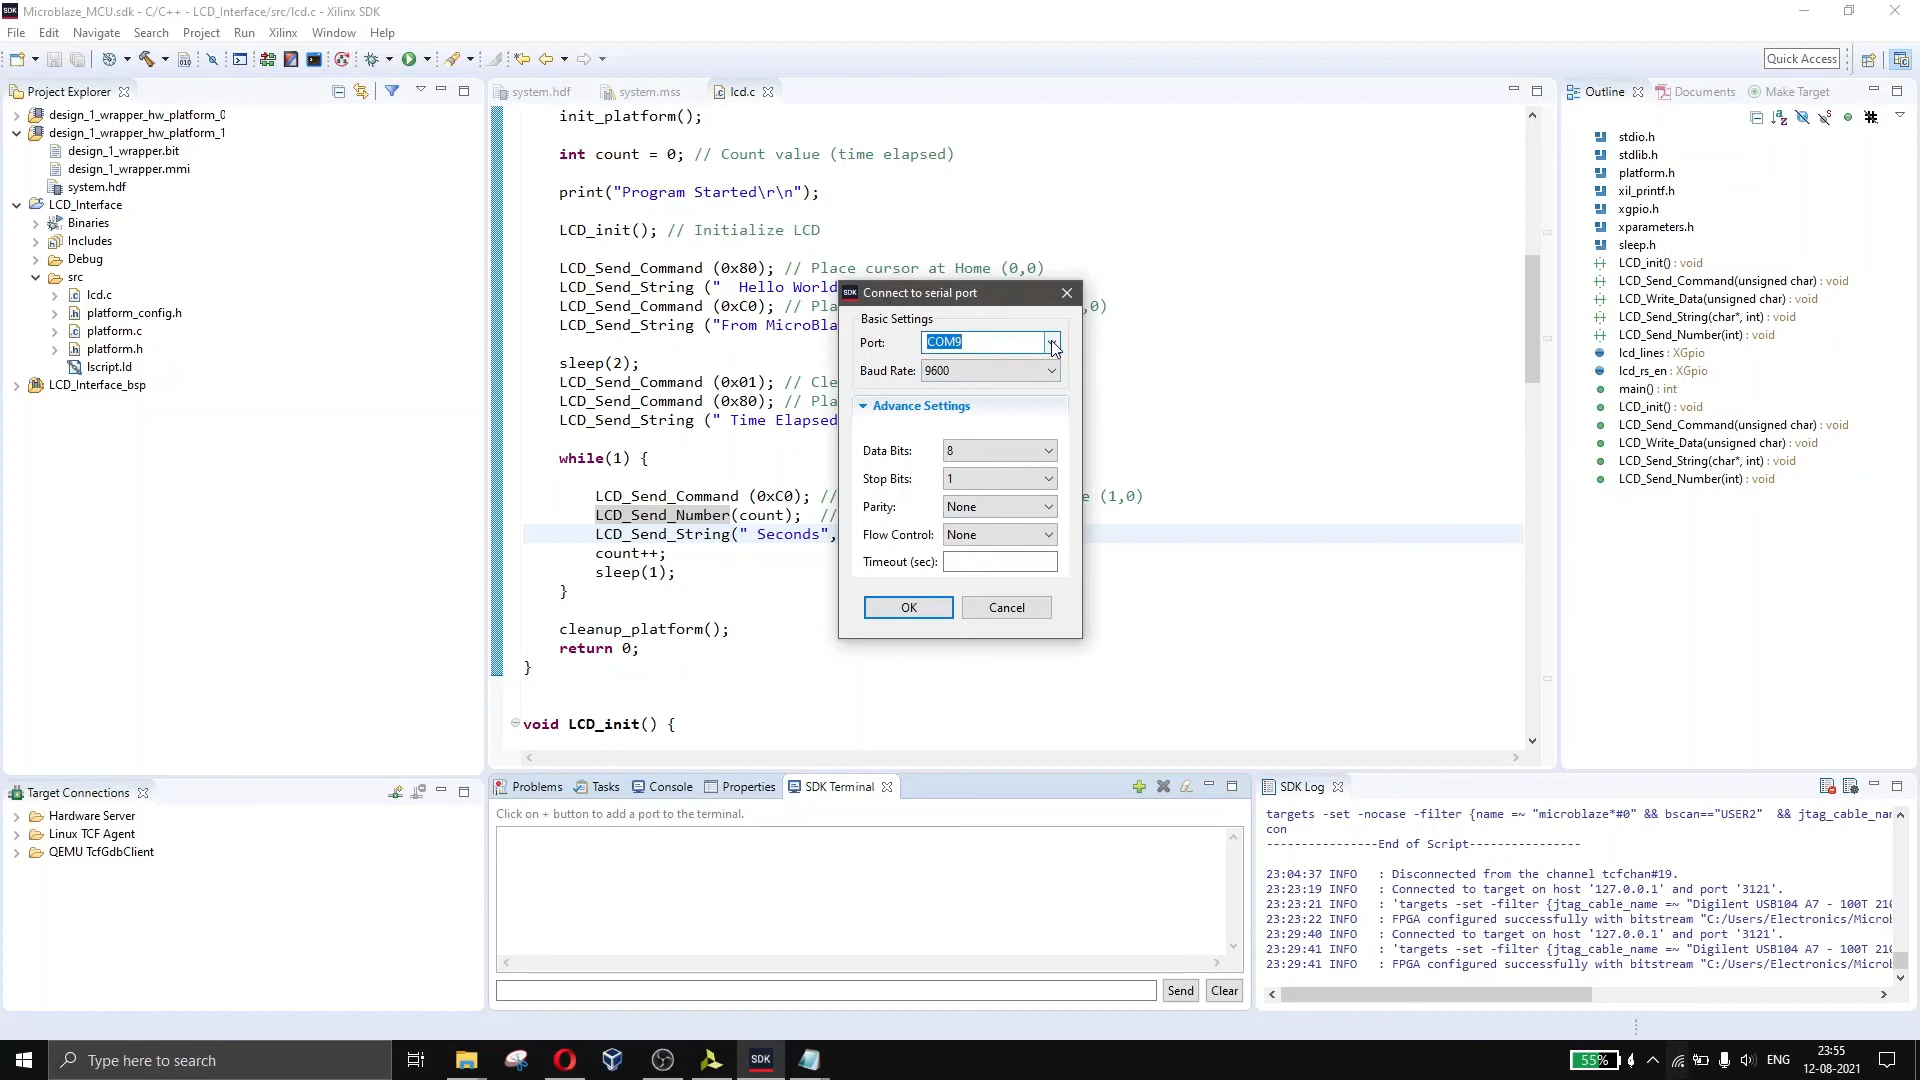 Microblaze_MCU.sdk - C/C++ - LCD_Interface/src/lcd.c - Xilinx SDK
File Edit Navigate Search Project Run Xilinx Window Help
Quick Access
Project Explorer
design_1_wrapper_hw_platform_0
design_1_wrapper_hw_platform_1
design_1_wrapper.bit
design_1_wrapper.mmi
system.hdf
LCD_Interface
Binaries
Includes
Debug
src
lcd.c
platform_config.h
platform.c
platform.h
lscript.ld
LCD_Interface_bsp
system.hdf system.mss lcd.c
init_platform();
int count = 0; // Count value (time elapsed)
print("Program Started\r\n");
LCD_init(); // Initialize LCD
LCD_Send_Command (0x80); // Place cursor at Home (0,0)
LCD_Send_String ("  Hello World
LCD_Send_Command (0xC0); // Pla ,0)
LCD_Send_String ("From MicroBla
sleep(2);
LCD_Send_Command (0x01); // Cle
LCD_Send_Command (0x80); // Pla
LCD_Send_String (" Time Elapsed
while(1) {
LCD_Send_Command (0xC0); // e (1,0)
LCD_Send_Number(count); //
LCD_Send_String(" Seconds",
count++;
sleep(1);
}
cleanup_platform();
return 0;
}
void LCD_init() {
SDK Connect to serial port
Basic Settings
Port: COM9
Baud Rate: 9600
Advance Settings
Data Bits: 8
Stop Bits: 1
Parity: None
Flow Control: None
Timeout (sec):
OK Cancel
Outline Documents Make Target
stdio.h
stdlib.h
platform.h
xil_printf.h
xgpio.h
xparameters.h
sleep.h
LCD_init() : void
LCD_Send_Command(unsigned char) : void
LCD_Write_Data(unsigned char) : void
LCD_Send_String(char*, int) : void
LCD_Send_Number(int) : void
lcd_lines : XGpio
lcd_rs_en : XGpio
main() : int
LCD_init() : void
LCD_Send_Command(unsigned char) : void
LCD_Write_Data(unsigned char) : void
LCD_Send_String(char*, int) : void
LCD_Send_Number(int) : void
Target Connections
Hardware Server
Linux TCF Agent
QEMU TcfGdbClient
Problems Tasks Console Properties SDK Terminal
Click on + button to add a port to the terminal.
Send Clear
SDK Log
targets -set -nocase -filter {name =~ "microblaze*#0" && bscan=="USER2"  && jtag_cable_nar
con
----------------End of Script----------------
23:04:37 INFO : Disconnected from the channel tcfchan#19.
23:23:19 INFO : Connected to target on host '127.0.0.1' and port '3121'.
23:23:21 INFO : 'targets -set -filter {jtag_cable_name =~ "Digilent USB104 A7 - 100T 210
23:23:22 INFO : FPGA configured successfully with bitstream "C:/Users/Electronics/Microb
23:29:40 INFO : Connected to target on host '127.0.0.1' and port '3121'.
23:29:41 INFO : 'targets -set -filter {jtag_cable_name =~ "Digilent USB104 A7 - 100T 210
23:29:41 INFO : FPGA configured successfully with bitstream "C:/Users/Electronics/Microb
Type here to search
SDK
55%
ENG
23:55
12-08-2021